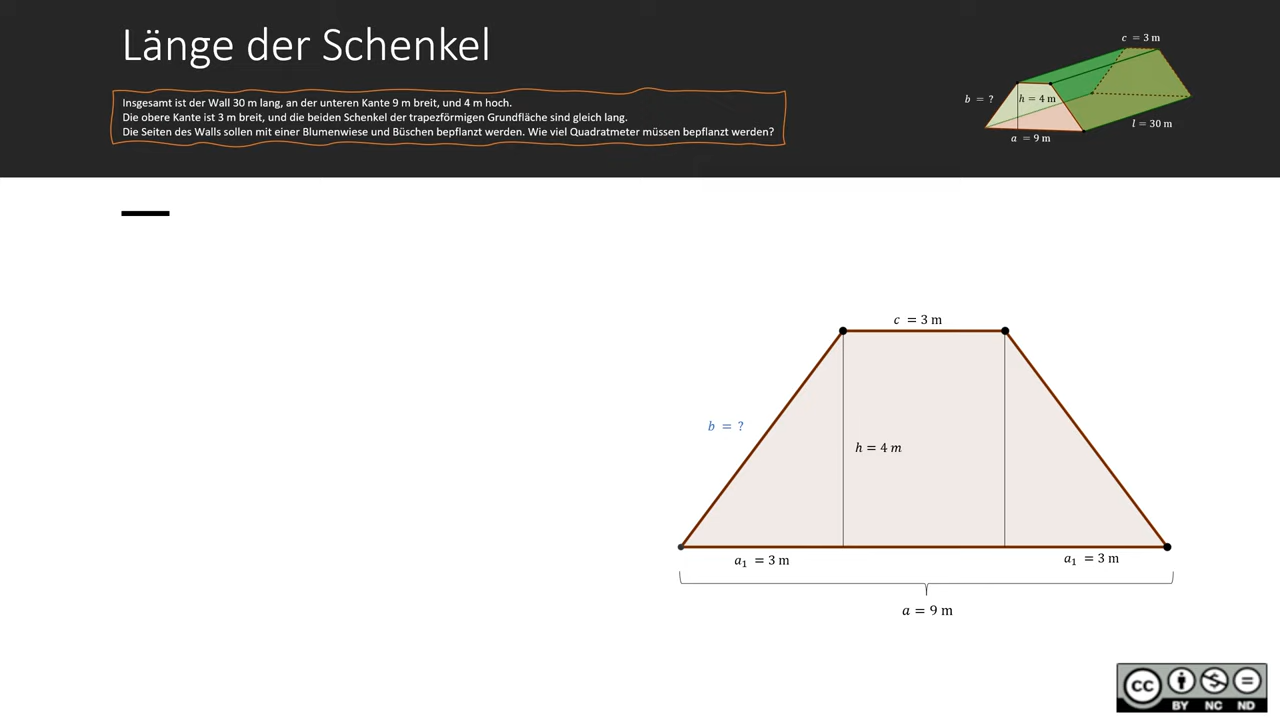 Länge der Schenkel
Insgesamt ist der Wall 30 m lang, an der unteren Kante 9 m breit, und 4 m hoch.
Die obere Kante ist 3 m breit, und die beiden Schenkel der trapezförmigen Grundfläche sind gleich lang.
Die Seiten des Walls sollen mit einer Blumenwiese und Büschen bepflanzt werden. Wie viel Quadratmeter müssen bepflanzt werden?
c = 3 m
b = ?
h = 4 m
l = 30 m
a = 9 m
c = 3 m
b = ?
h = 4 m
a₁ = 3 m
a₁ = 3 m
a = 9 m
CC
BY NC ND